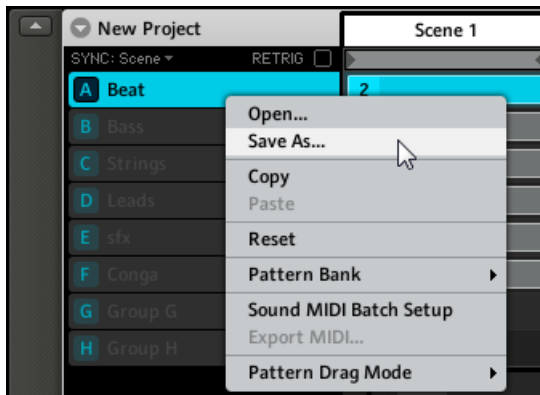 New Project
Scene 1
SYNC: Scene
RETRIG
A Beat
2
B Bass
C Strings
D Leads
E sfx
F Conga
G Group G
H Group H
Open...
Save As...
Copy
Paste
Reset
Pattern Bank
Sound MIDI Batch Setup
Export MIDI...
Pattern Drag Mode